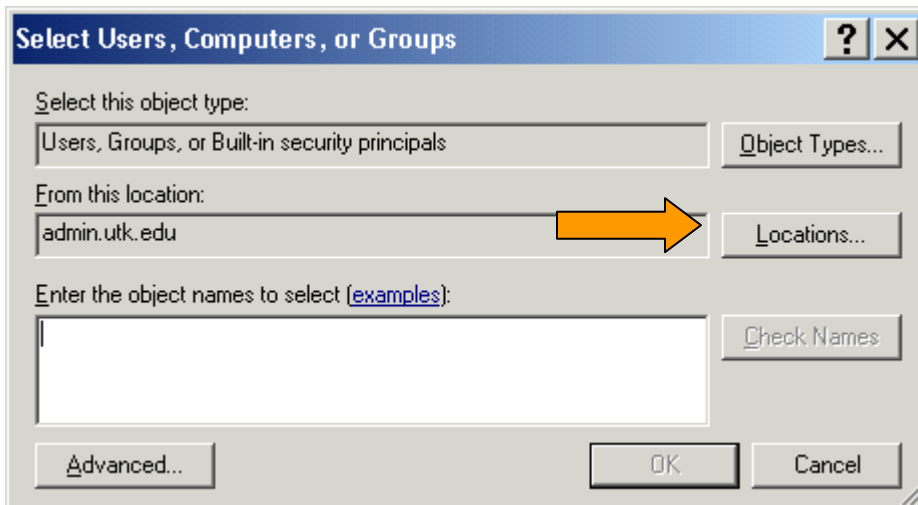 Select Users, Computers, or Groups
Select this object type:
Users, Groups, or Built-in security principals
Object Types...
From this location:
admin.utk.edu
Locations...
Enter the object names to select (examples):
Check Names
Advanced...
OK
Cancel